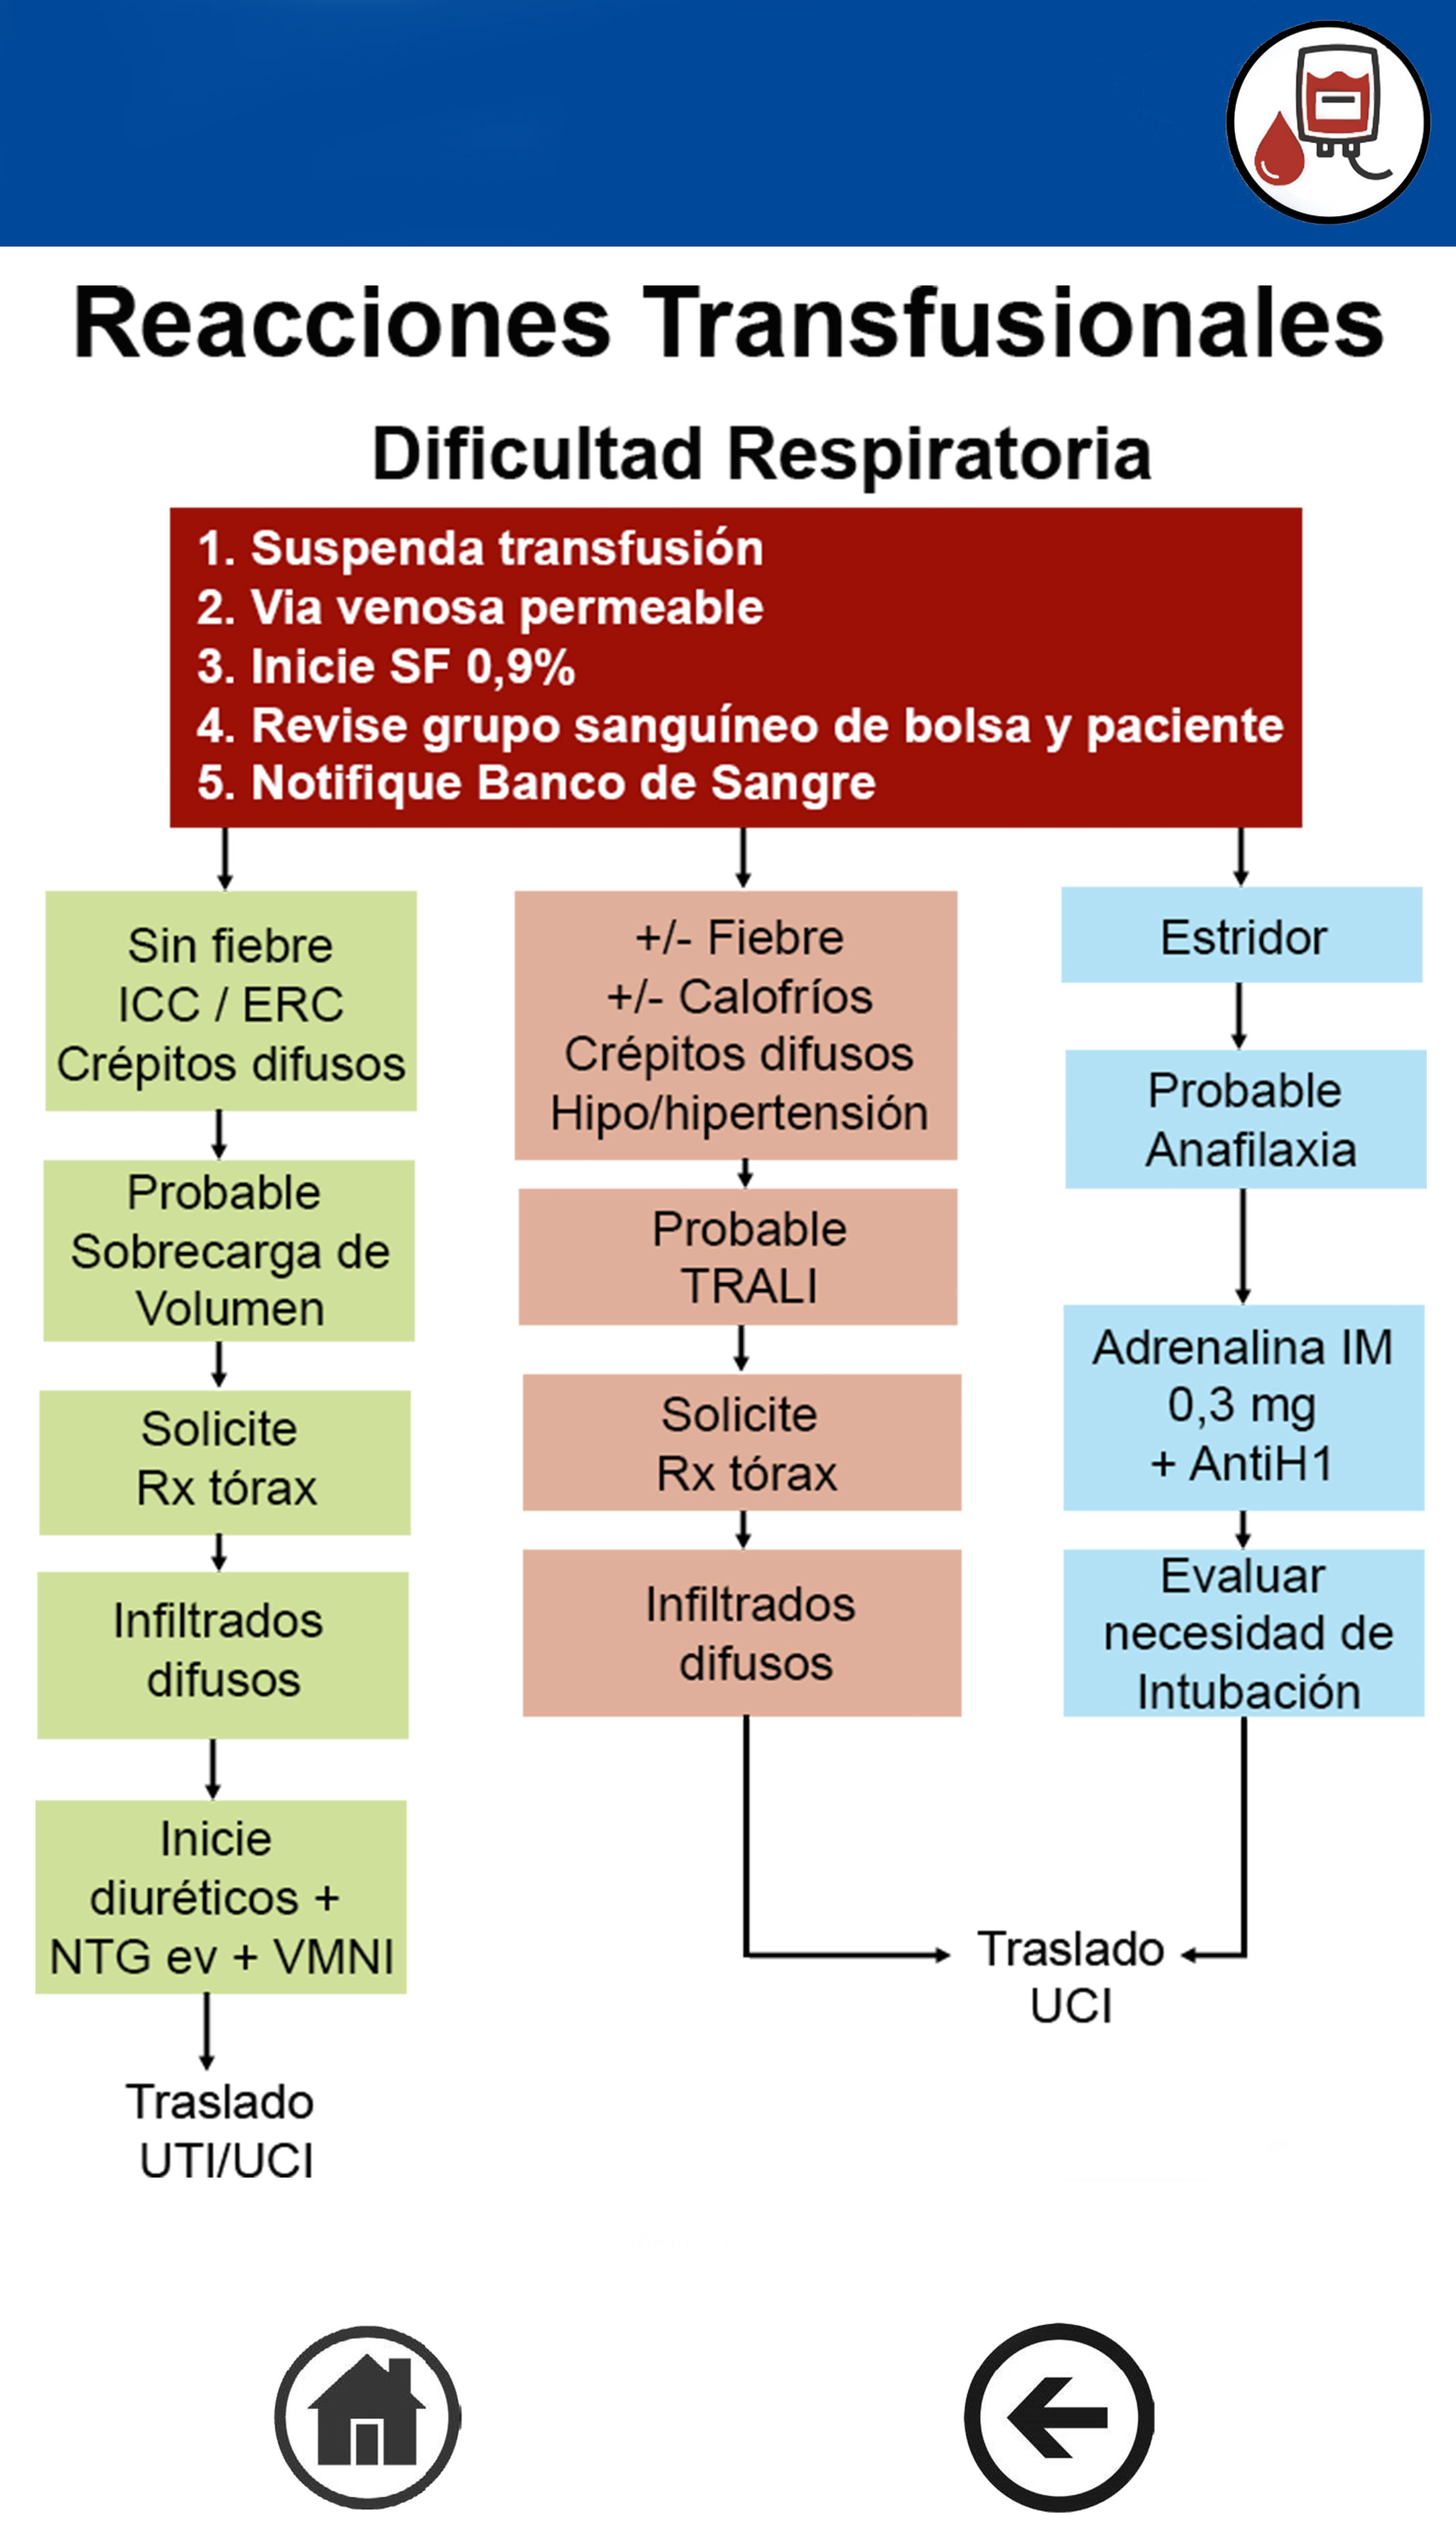 Reacciones Transfusionales
Dificultad Respiratoria
1. Suspenda transfusión
2. Via venosa permeable
3. Inicie SF 0,9%
4. Revise grupo sanguíneo de bolsa y paciente
5. Notifique Banco de Sangre
Sin fiebre
ICC / ERC
Crépitos difusos
Probable
Sobrecarga de
Volumen
Solicite
Rx tórax
Infiltrados
difusos
Inicie
diuréticos +
NTG ev + VMNI
Traslado
UTI/UCI
+/- Fiebre
+/- Calofríos
Crépitos difusos
Hipo/hipertensión
Probable
TRALI
Solicite
Rx tórax
Infiltrados
difusos
Estridor
Probable
Anafilaxia
Adrenalina IM
0,3 mg
+ AntiH1
Evaluar
necesidad de
Intubación
Traslado
UCI